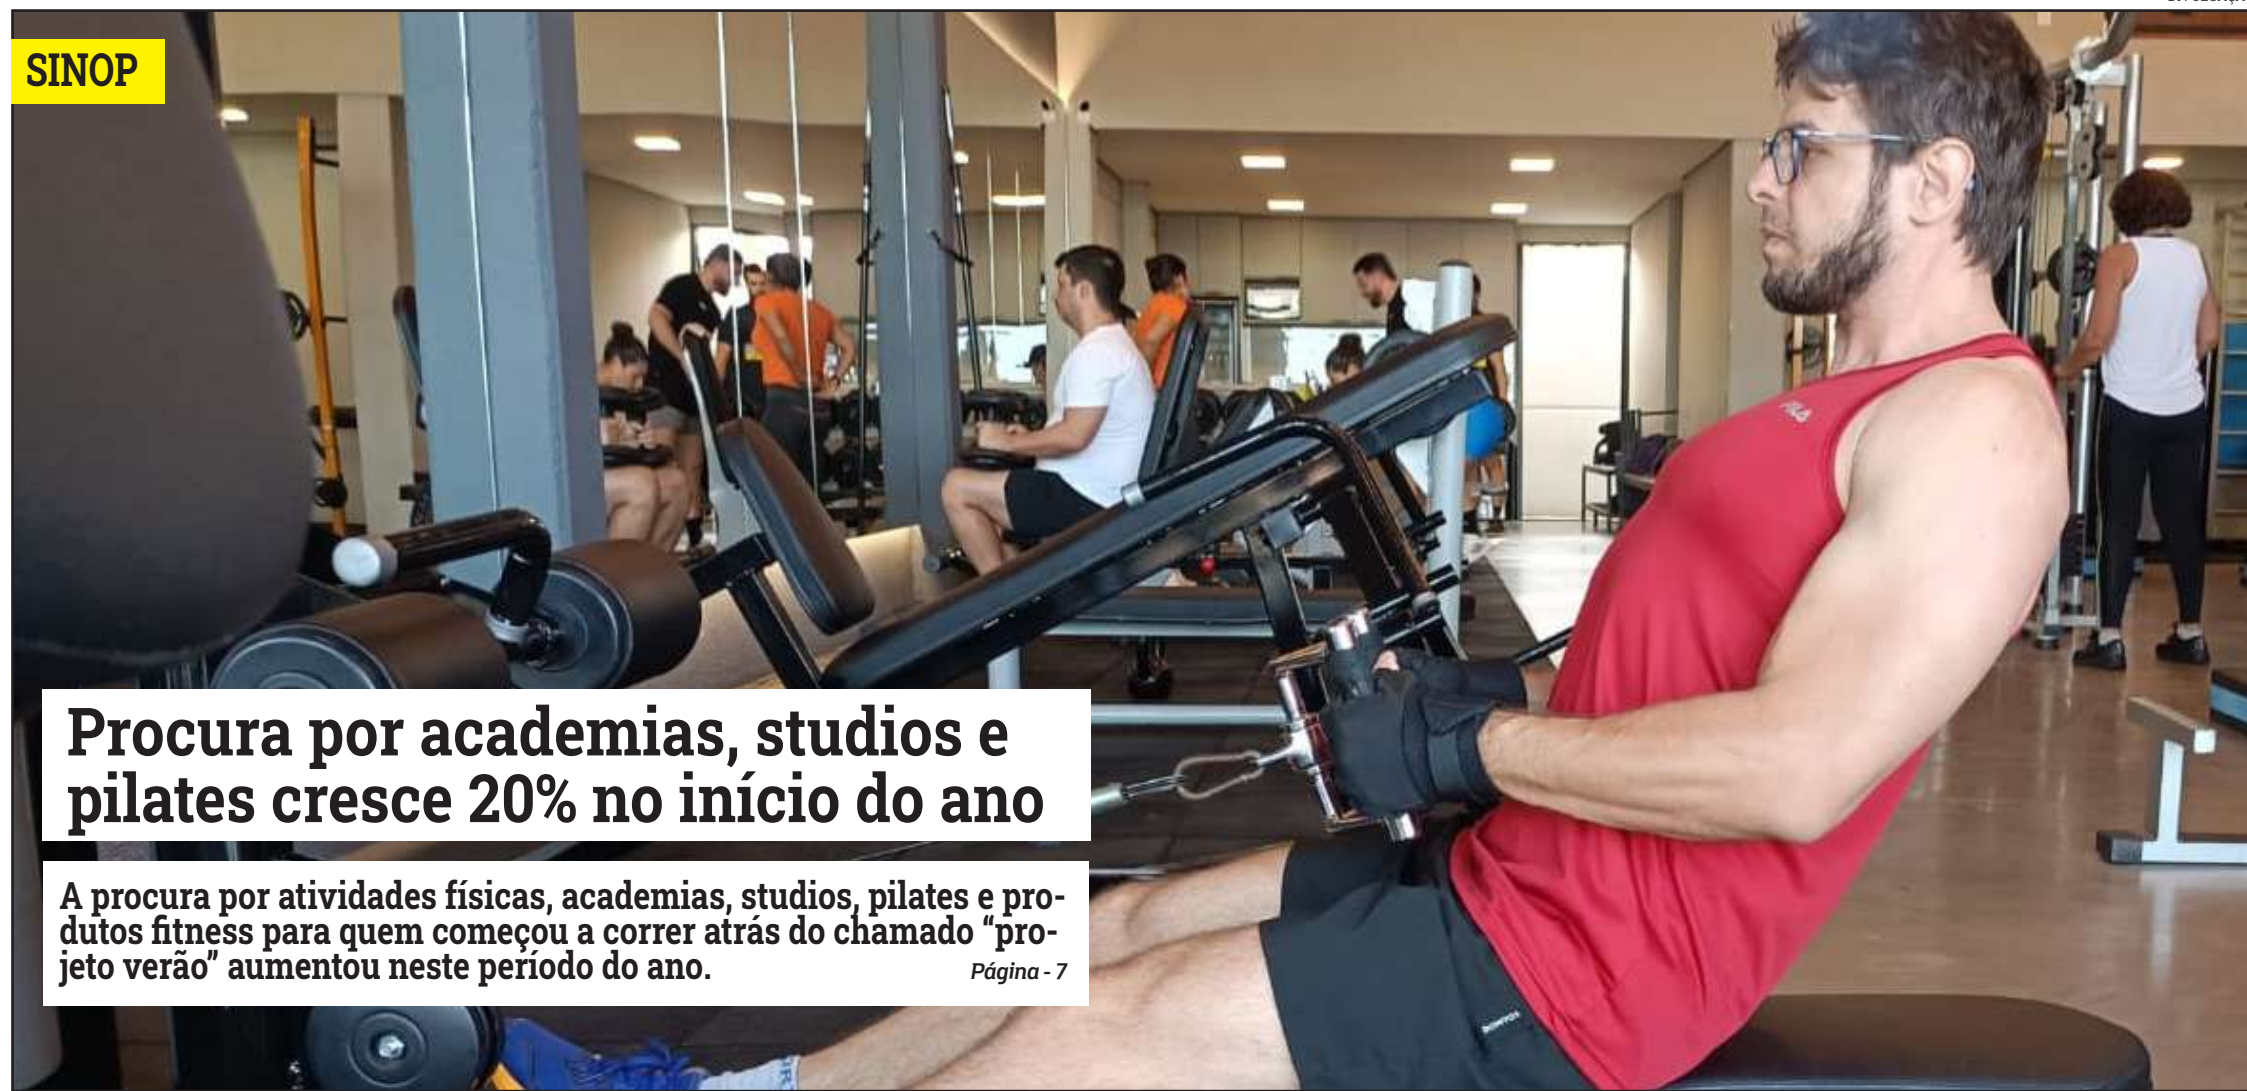 SINOP
FILA
Procura por academias, studios e
pilates cresce 20% no início do ano
A procura por atividades físicas, academias, studios, pilates e pro-
dutos fitness para quem começou a correr atrás do chamado “pro-
jeto verão” aumentou neste período do ano.
Página - 7
DOMYOS